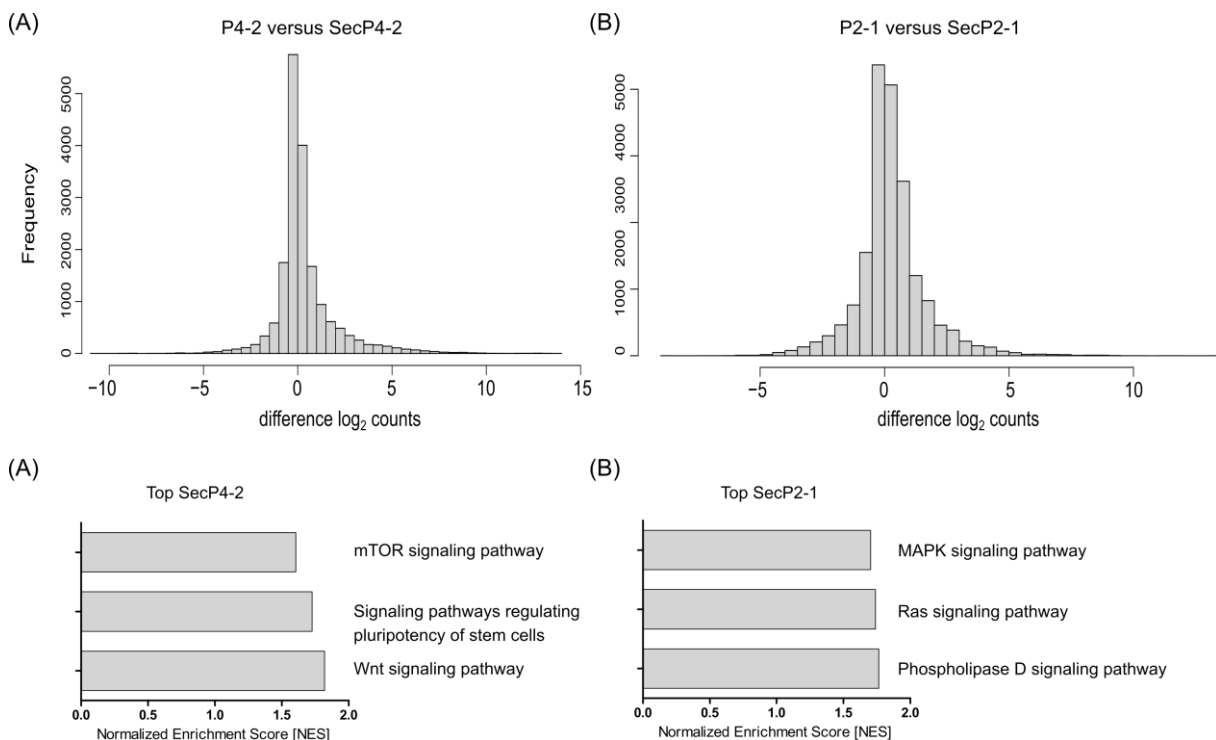 (A)
P4-2 versus SecP4-2
Frequency
0
1000
2000
3000
4000
5000
−10
−5
0
5
10
15
difference log₂ counts
(B)
P2-1 versus SecP2-1
0
1000
2000
3000
4000
5000
−5
0
5
10
difference log₂ counts
(A)
Top SecP4-2
mTOR signaling pathway
Signaling pathways regulating
pluripotency of stem cells
Wnt signaling pathway
0.0
0.5
1.0
1.5
2.0
Normalized Enrichment Score [NES]
(B)
Top SecP2-1
MAPK signaling pathway
Ras signaling pathway
Phospholipase D signaling pathway
0.0
0.5
1.0
1.5
2.0
Normalized Enrichment Score [NES]